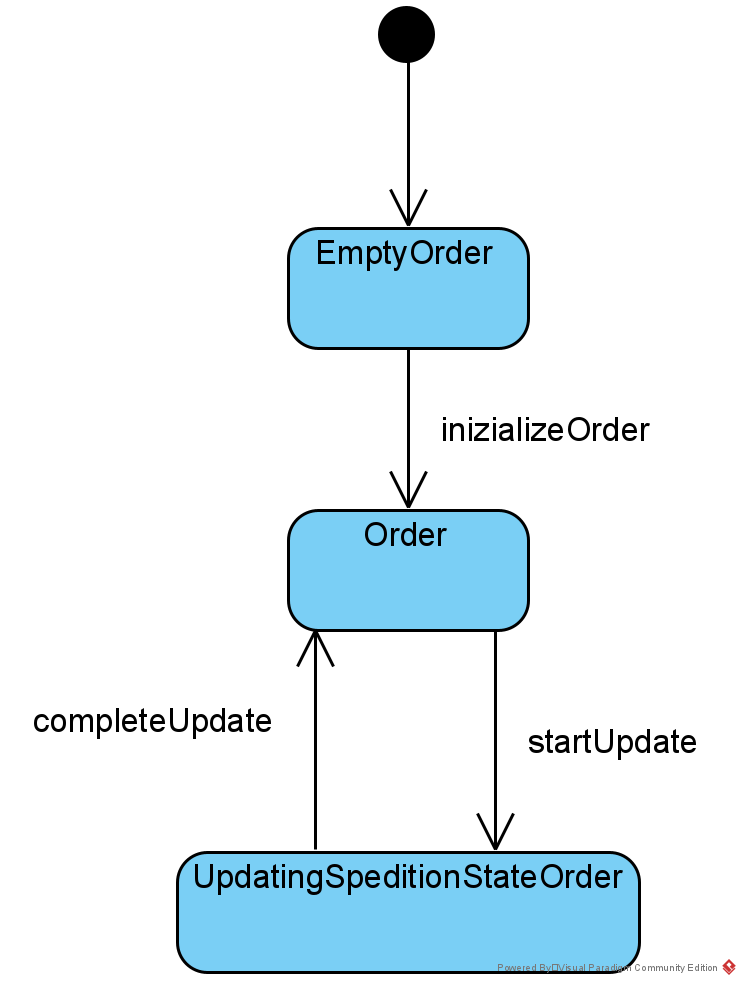 EmptyOrder
inizializeOrder
Order
completeUpdate
startUpdate
UpdatingSpeditionStateOrder
Powered By Visual Paradigm Community Edition